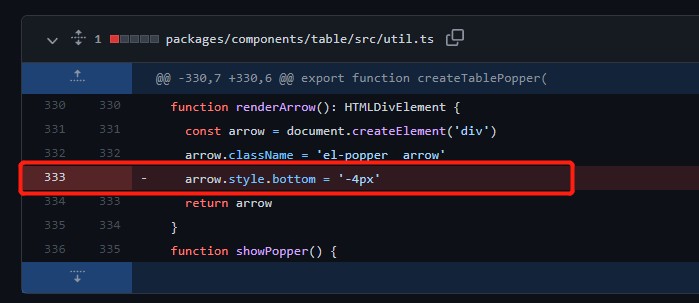 1 packages/components/table/src/util.ts
@@ -330,7 +330,6 @@ export function createTablePopper(
330 330 function renderArrow(): HTMLDivElement {
331 331 const arrow = document.createElement('div')
332 332 arrow.className = 'el-popper__arrow'
333 - arrow.style.bottom = '-4px'
334 333 return arrow
335 334 }
336 335 function showPopper() {